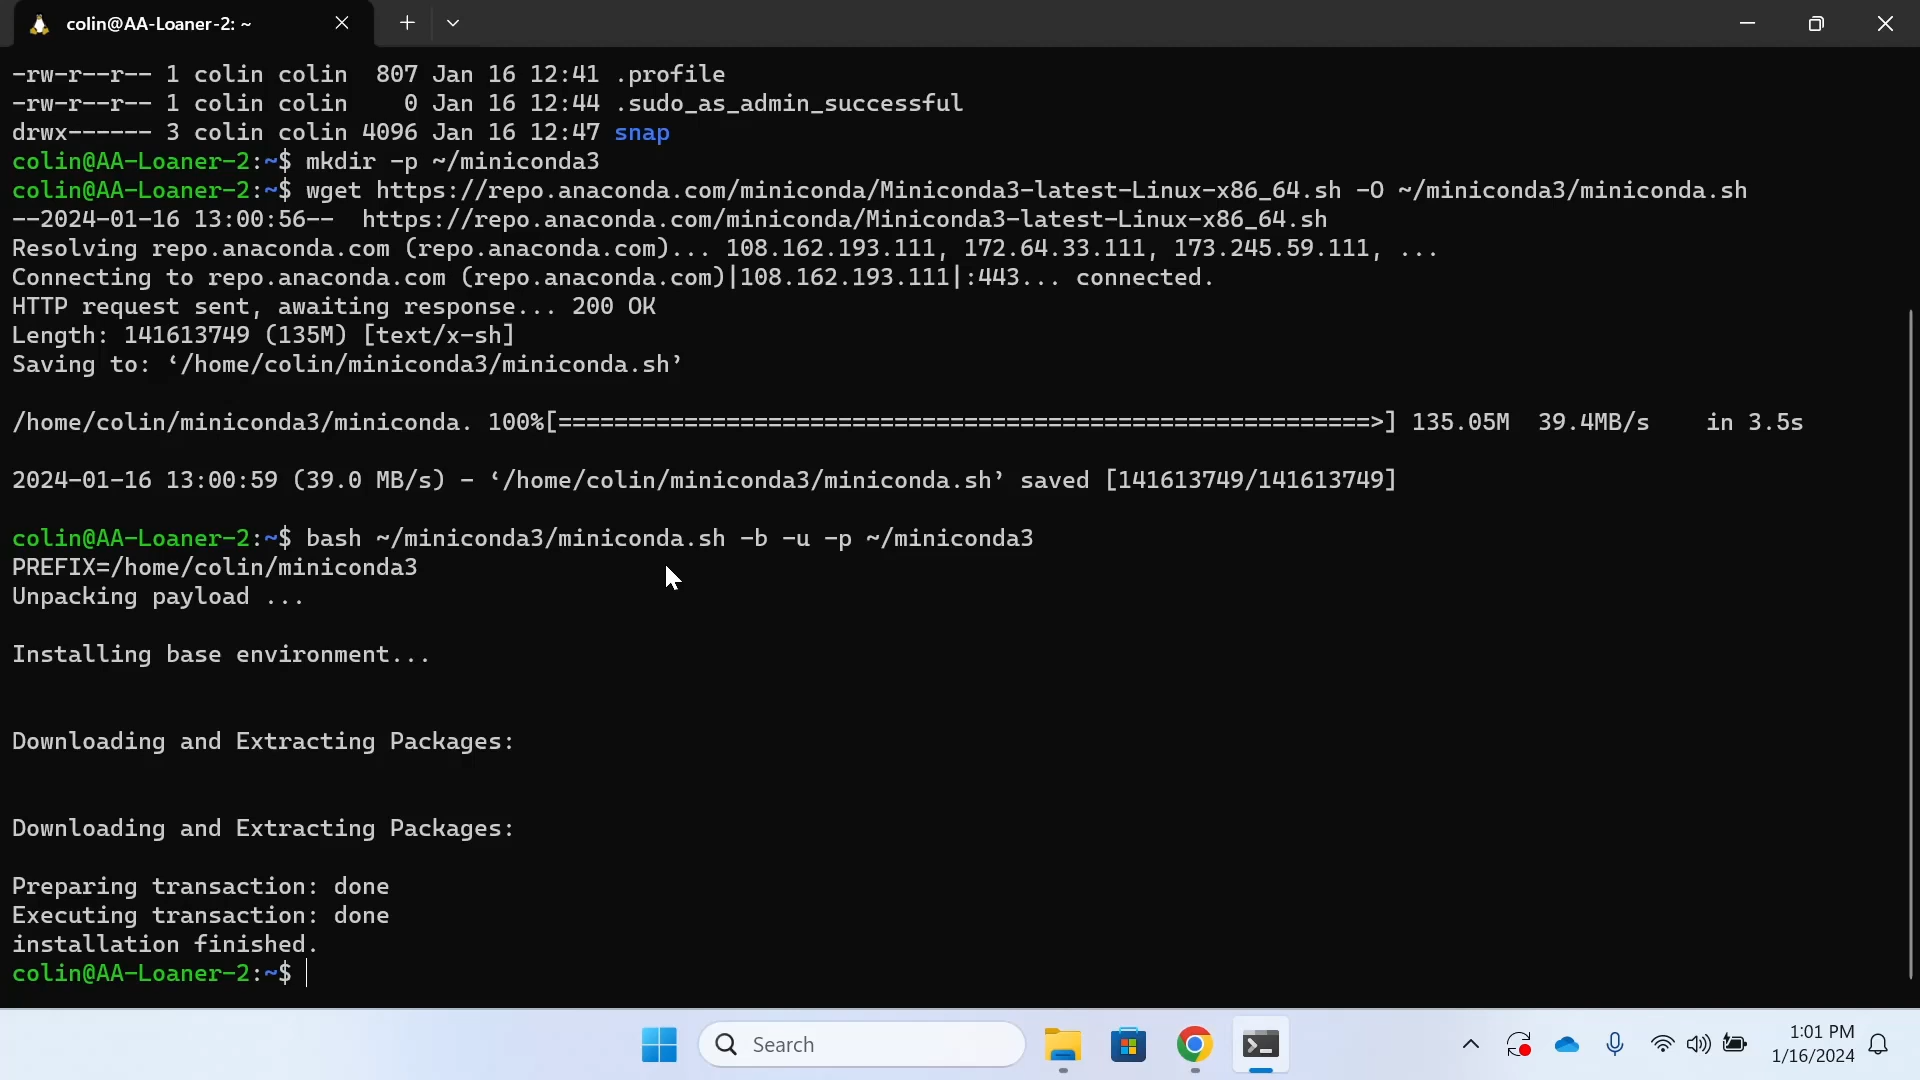 colin@AA-Loaner-2: ~
-rw-r--r-- 1 colin colin  807 Jan 16 12:41 .profile
-rw-r--r-- 1 colin colin    0 Jan 16 12:44 .sudo_as_admin_successful
drwx------ 3 colin colin 4096 Jan 16 12:47 snap
colin@AA-Loaner-2:~$ mkdir -p ~/miniconda3
colin@AA-Loaner-2:~$ wget https://repo.anaconda.com/miniconda/Miniconda3-latest-Linux-x86_64.sh -O ~/miniconda3/miniconda.sh
--2024-01-16 13:00:56--  https://repo.anaconda.com/miniconda/Miniconda3-latest-Linux-x86_64.sh
Resolving repo.anaconda.com (repo.anaconda.com)... 108.162.193.111, 172.64.33.111, 173.245.59.111, ...
Connecting to repo.anaconda.com (repo.anaconda.com)|108.162.193.111|:443... connected.
HTTP request sent, awaiting response... 200 OK
Length: 141613749 (135M) [text/x-sh]
Saving to: ‘/home/colin/miniconda3/miniconda.sh’
/home/colin/miniconda3/miniconda. 100%[==========================================================>] 135.05M  39.4MB/s    in 3.5s
2024-01-16 13:00:59 (39.0 MB/s) - ‘/home/colin/miniconda3/miniconda.sh’ saved [141613749/141613749]
colin@AA-Loaner-2:~$ bash ~/miniconda3/miniconda.sh -b -u -p ~/miniconda3
PREFIX=/home/colin/miniconda3
Unpacking payload ...
Installing base environment...
Downloading and Extracting Packages:
Downloading and Extracting Packages:
Preparing transaction: done
Executing transaction: done
installation finished.
colin@AA-Loaner-2:~$
Search
1:01 PM
1/16/2024